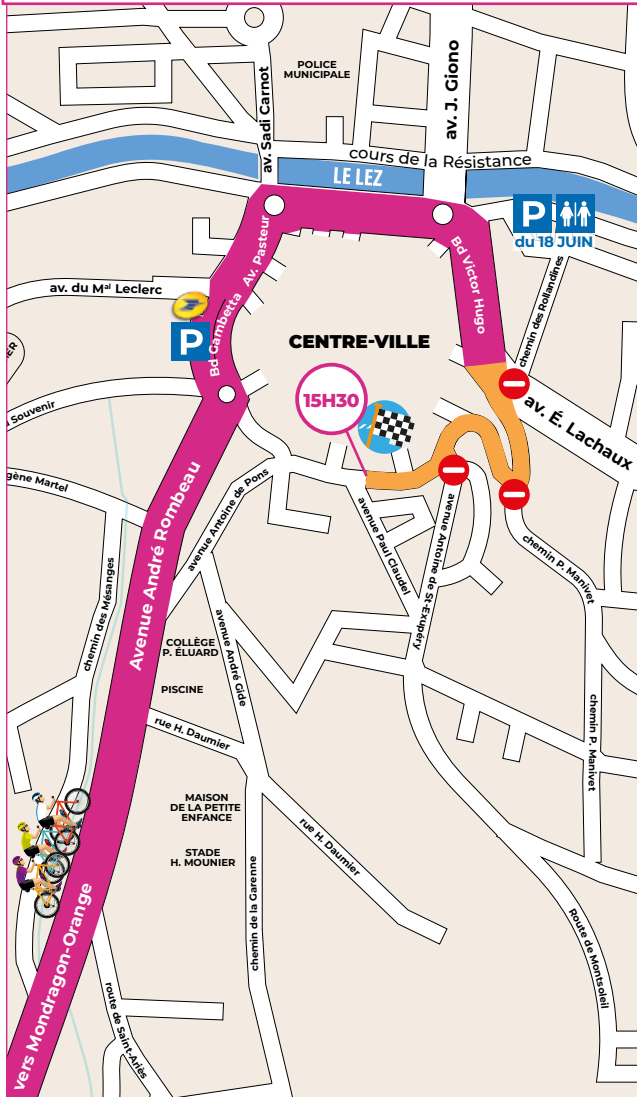 POLICE
MUNICIPALE
av. Sadi Carnot
av. J. Giono
cours de la Résistance
LE LEZ
P
du 18 JUIN
Bd Victor Hugo
chemin des Rollandines
Av. Pasteur
av. du Mal Leclerc
Bd Gambetta
P
CENTRE-VILLE
15H30
av. É. Lachaux
Souvenir
gène Martel
avenue Antoine de Pons
avenue Paul Claudel
avenue Antoine de St-Exupéry
chemin P. Manivet
chemin P. Manivet
Avenue André Rombeau
chemin des Mésanges
COLLÈGE
P. ÉLUARD
avenue André Gide
PISCINE
rue H. Daumier
MAISON
DE LA PETITE
ENFANCE
STADE
H. MOUNIER
rue H. Daumier
chemin de la Garenne
Route de Montsoleil
route de Saint-Ariès
vers Mondragon-Orange